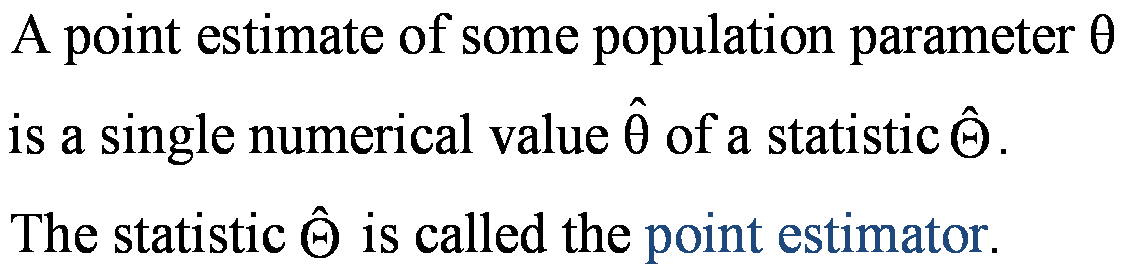 A point estimate of some population parameter θ
is a single numerical value θ̂ of a statistic Θ̂.
The statistic Θ̂ is called the point estimator.